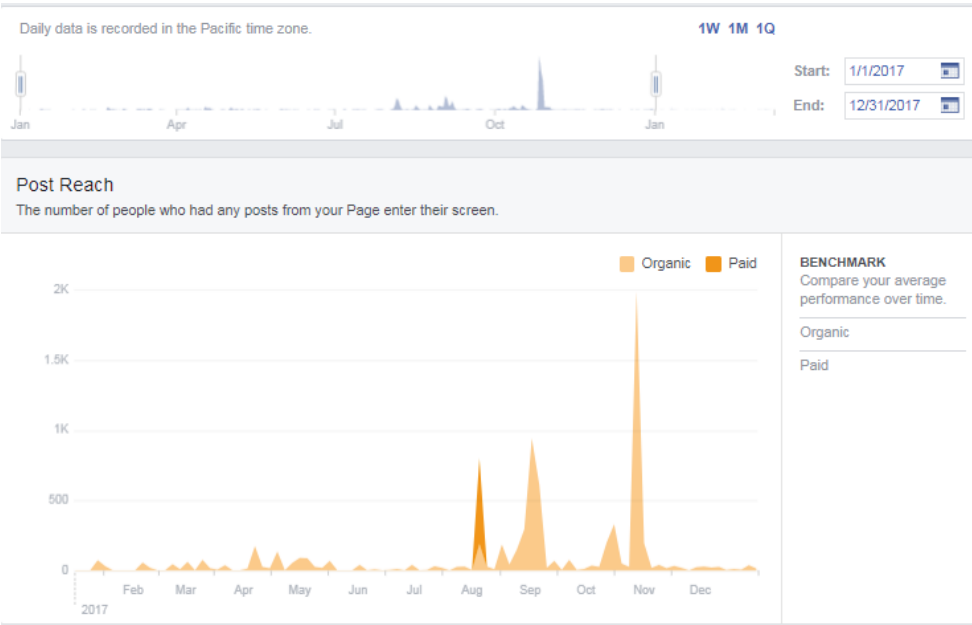 Daily data is recorded in the Pacific time zone.
1W 1M 1Q
Start: 1/1/2017
End: 12/31/2017
Jan Apr Jul Oct Jan
Post Reach
The number of people who had any posts from your Page enter their screen.
Organic Paid
2K
1.5K
1K
500
0
Feb Mar Apr May Jun Jul Aug Sep Oct Nov Dec
2017
BENCHMARK
Compare your average
performance over time.
Organic
Paid